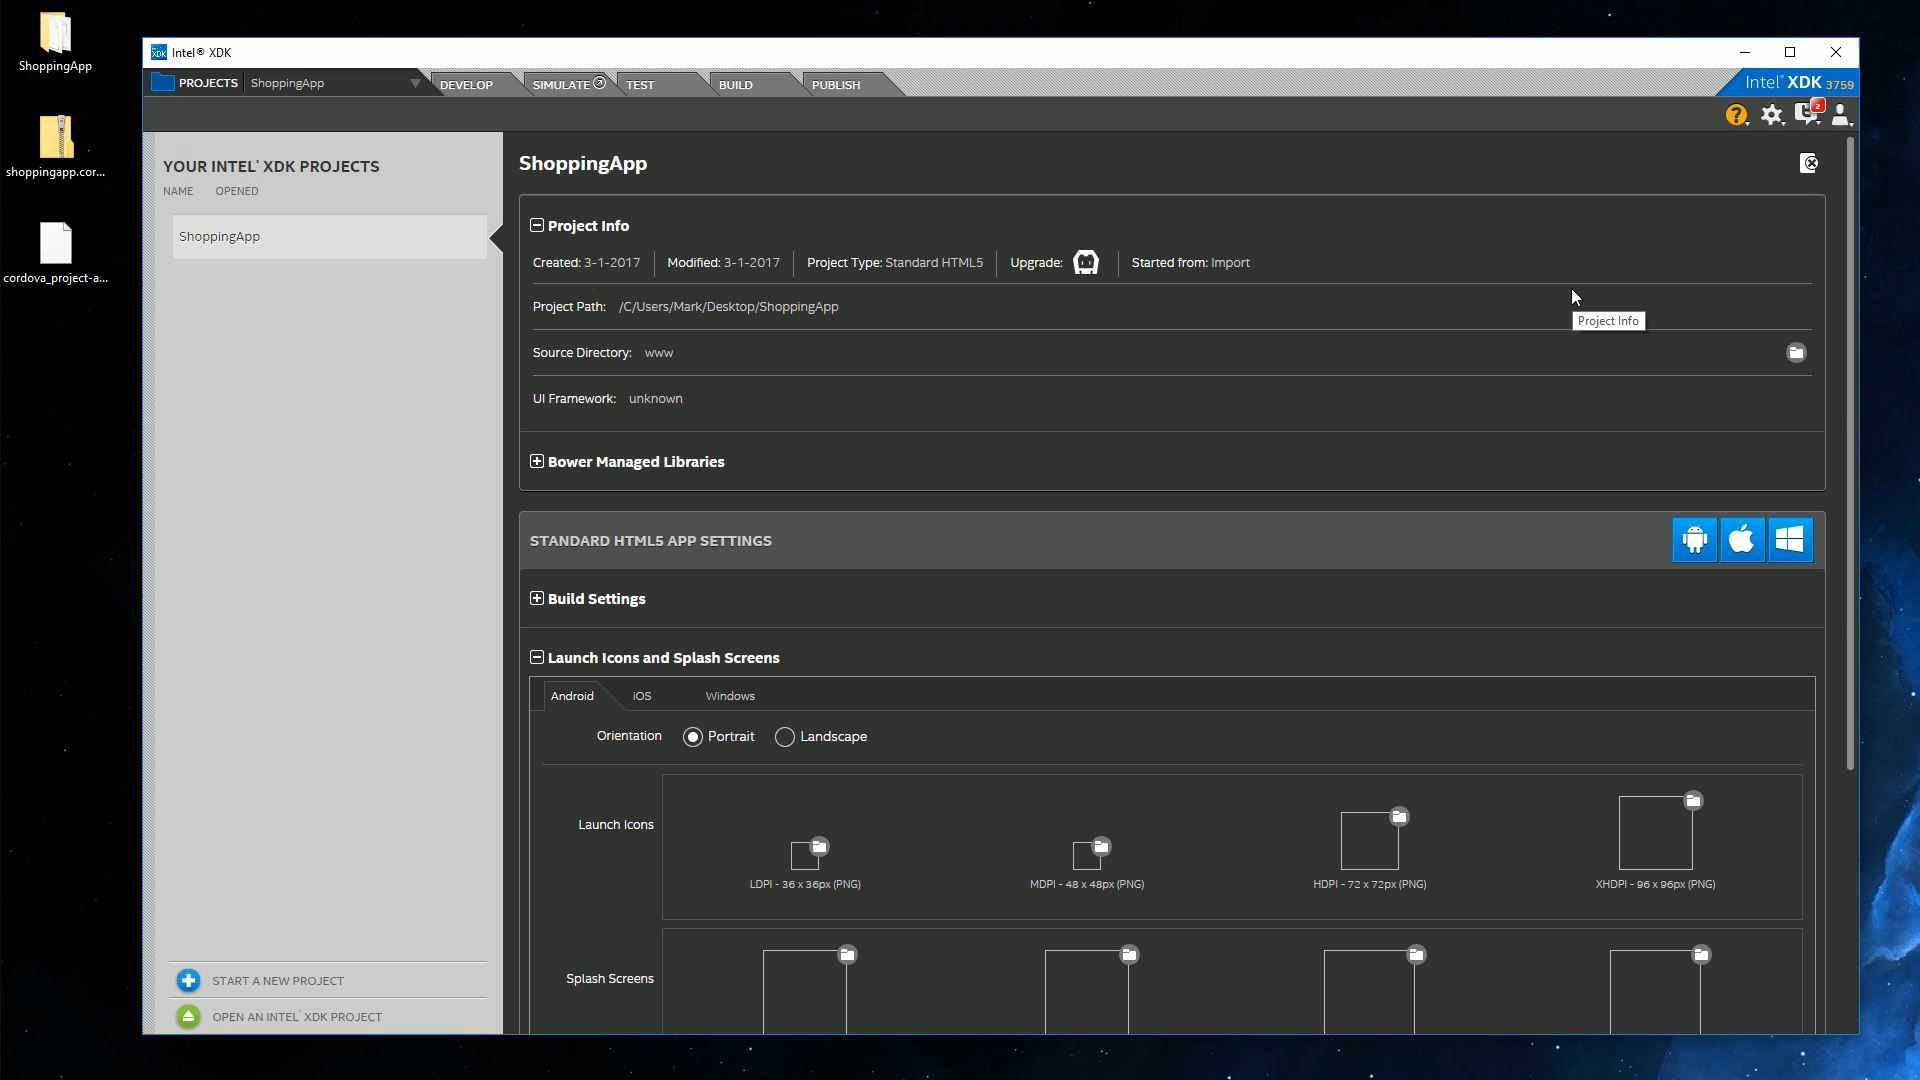 ShoppingApp
shoppingapp.cor...
cordova_project-a...
XDK Intel® XDK
PROJECTS ShoppingApp DEVELOP SIMULATE TEST BUILD PUBLISH Intel® XDK 3759
? 2
YOUR INTEL® XDK PROJECTS
NAME OPENED
ShoppingApp
START A NEW PROJECT
OPEN AN INTEL® XDK PROJECT
ShoppingApp
Project Info
Created: 3-1-2017 Modified: 3-1-2017 Project Type: Standard HTML5 Upgrade: Started from: Import
Project Path: /C/Users/Mark/Desktop/ShoppingApp
Project Info
Source Directory: www
UI Framework: unknown
Bower Managed Libraries
STANDARD HTML5 APP SETTINGS
Build Settings
Launch Icons and Splash Screens
Android iOS Windows
Orientation Portrait Landscape
Launch Icons
LDPI - 36 x 36px (PNG) MDPI - 48 x 48px (PNG) HDPI - 72 x 72px (PNG) XHDPI - 96 x 96px (PNG)
Splash Screens